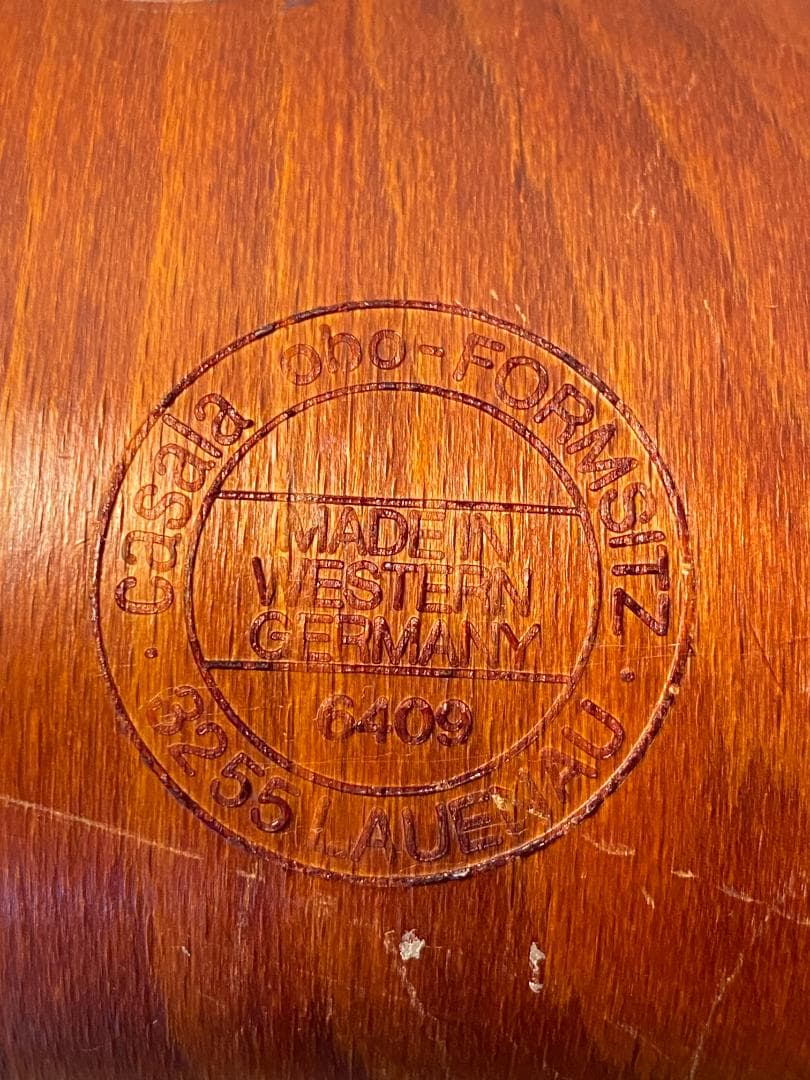 casala obo-FORMSITZ
MADE IN
WESTERN
GERMANY
6409
3255 LAUENAU